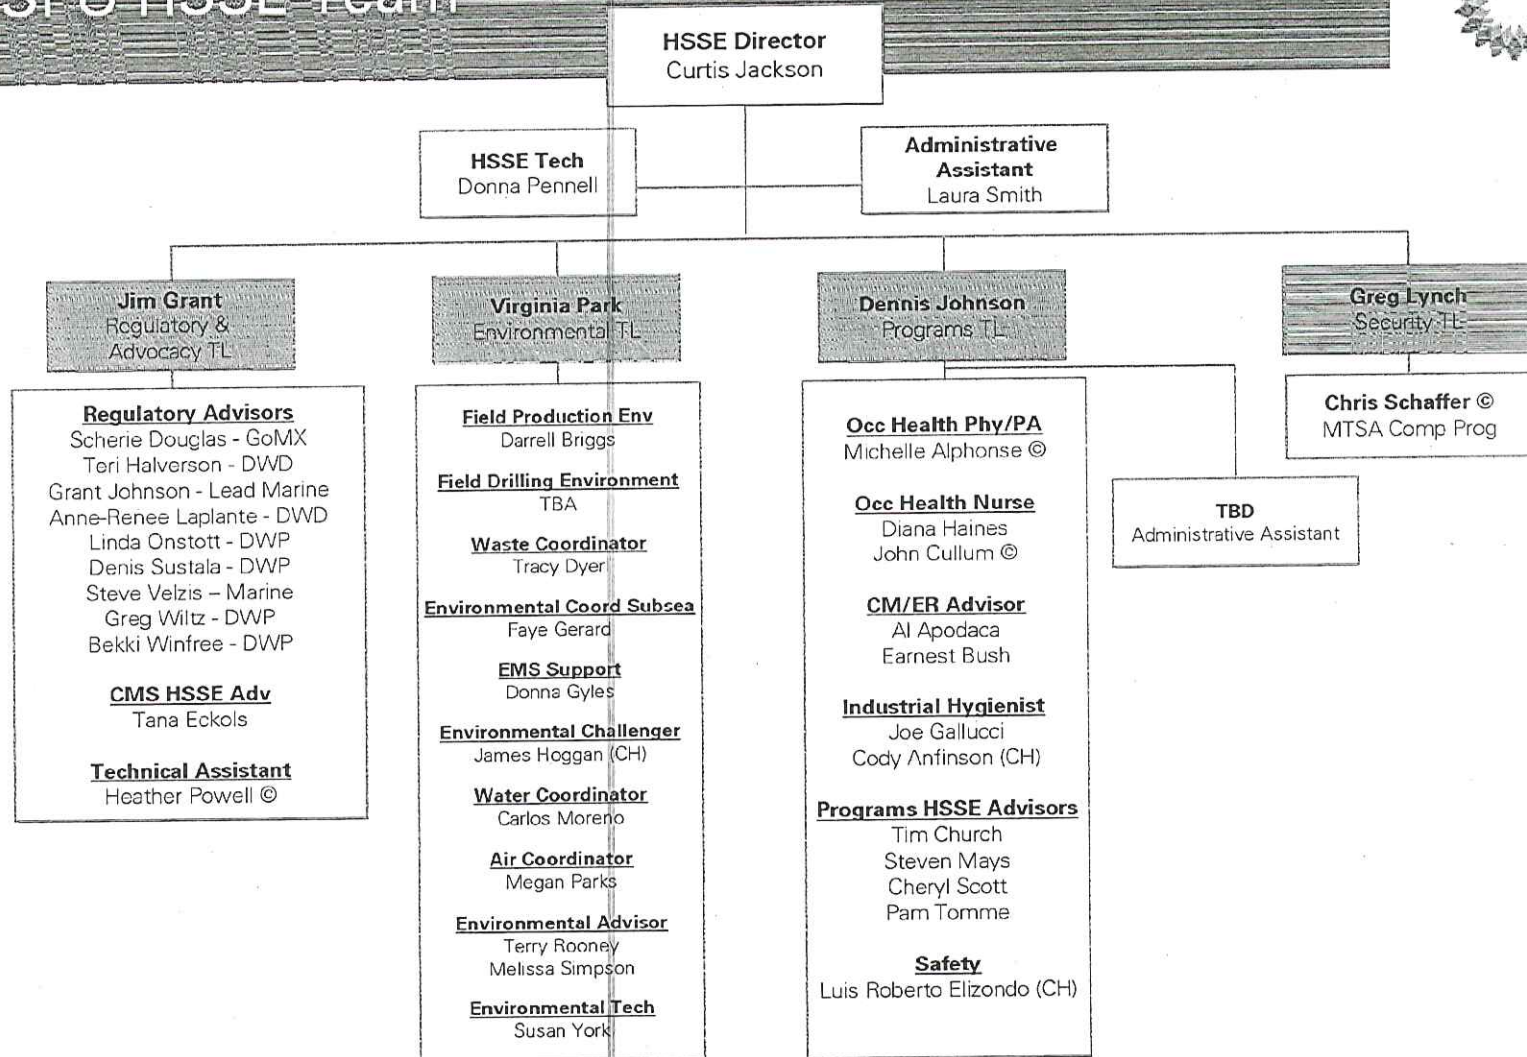 SPU HSSE Team
HSSE Director
Curtis Jackson
HSSE Tech
Donna Pennell
Administrative
Assistant
Laura Smith
Jim Grant
Regulatory &
Advocacy TL
Regulatory Advisors
Scherie Douglas - GoMX
Teri Halverson - DWD
Grant Johnson - Lead Marine
Anne-Renee Laplante - DWD
Linda Onstott - DWP
Denis Sustala - DWP
Steve Velzis – Marine
Greg Wiltz - DWP
Bekki Winfree - DWP
CMS HSSE Adv
Tana Eckols
Technical Assistant
Heather Powell ©
Virginia Park
Environmental TL
Field Production Env
Darrell Briggs
Field Drilling Environment
TBA
Waste Coordinator
Tracy Dyer
Environmental Coord Subsea
Faye Gerard
EMS Support
Donna Gyles
Environmental Challenger
James Hoggan (CH)
Water Coordinator
Carlos Moreno
Air Coordinator
Megan Parks
Environmental Advisor
Terry Rooney
Melissa Simpson
Environmental Tech
Susan York
Dennis Johnson
Programs TL
Occ Health Phy/PA
Michelle Alphonse ©
Occ Health Nurse
Diana Haines
John Cullum ©
CM/ER Advisor
Al Apodaca
Earnest Bush
Industrial Hygienist
Joe Gallucci
Cody Anfinson (CH)
Programs HSSE Advisors
Tim Church
Steven Mays
Cheryl Scott
Pam Tomme
Safety
Luis Roberto Elizondo (CH)
TBD
Administrative Assistant
Greg Lynch
Security TL
Chris Schaffer ©
MTSA Comp Prog